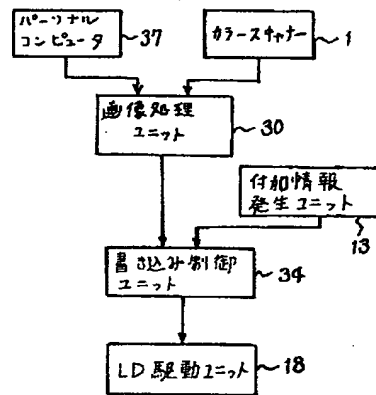 パーソナル
コンピュータ
37
カラースキャナー
1
画像処理
ユニット
30
付加情報
発生ユニット
13
書き込み制御
ユニット
34
LD駆動ユニット
18